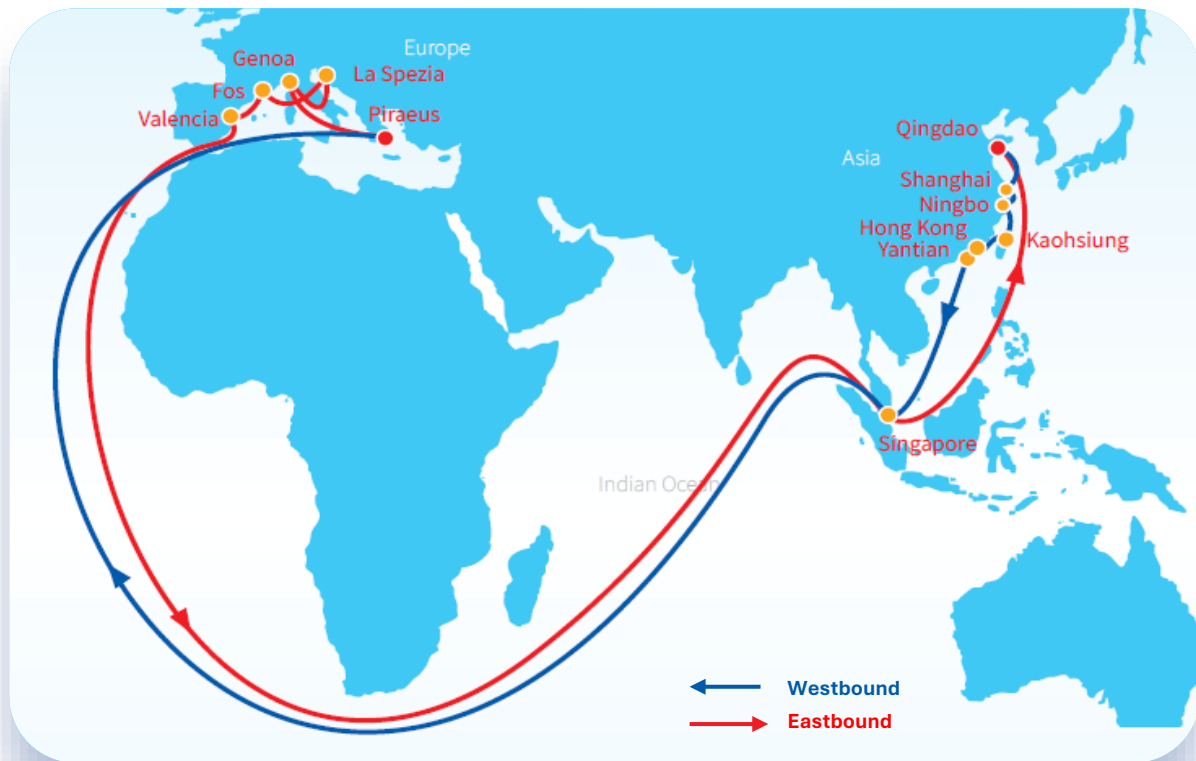 Europe
Genoa
La Spezia
Fos
Valencia
Piraeus
Qingdao
Asia
Shanghai
Ningbo
Hong Kong
Yantian
Kaohsiung
Singapore
Indian Ocean
Westbound
Eastbound